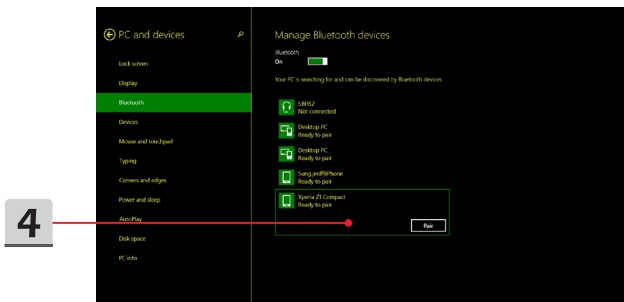 PC and devices
Lock screen
Display
Bluetooth
Devices
Mouse and touchpad
Typing
Corners and edges
Power and sleep
AutoPlay
Disk space
PC info
Manage Bluetooth devices
Bluetooth
On
Your PC is searching for and can be discovered by Bluetooth devices.
SBH52
Not connected
Desktop PC
Ready to pair
Desktop PC
Ready to pair
Ready to pair
Xperia Z1 Compact
Ready to pair
Pair
4